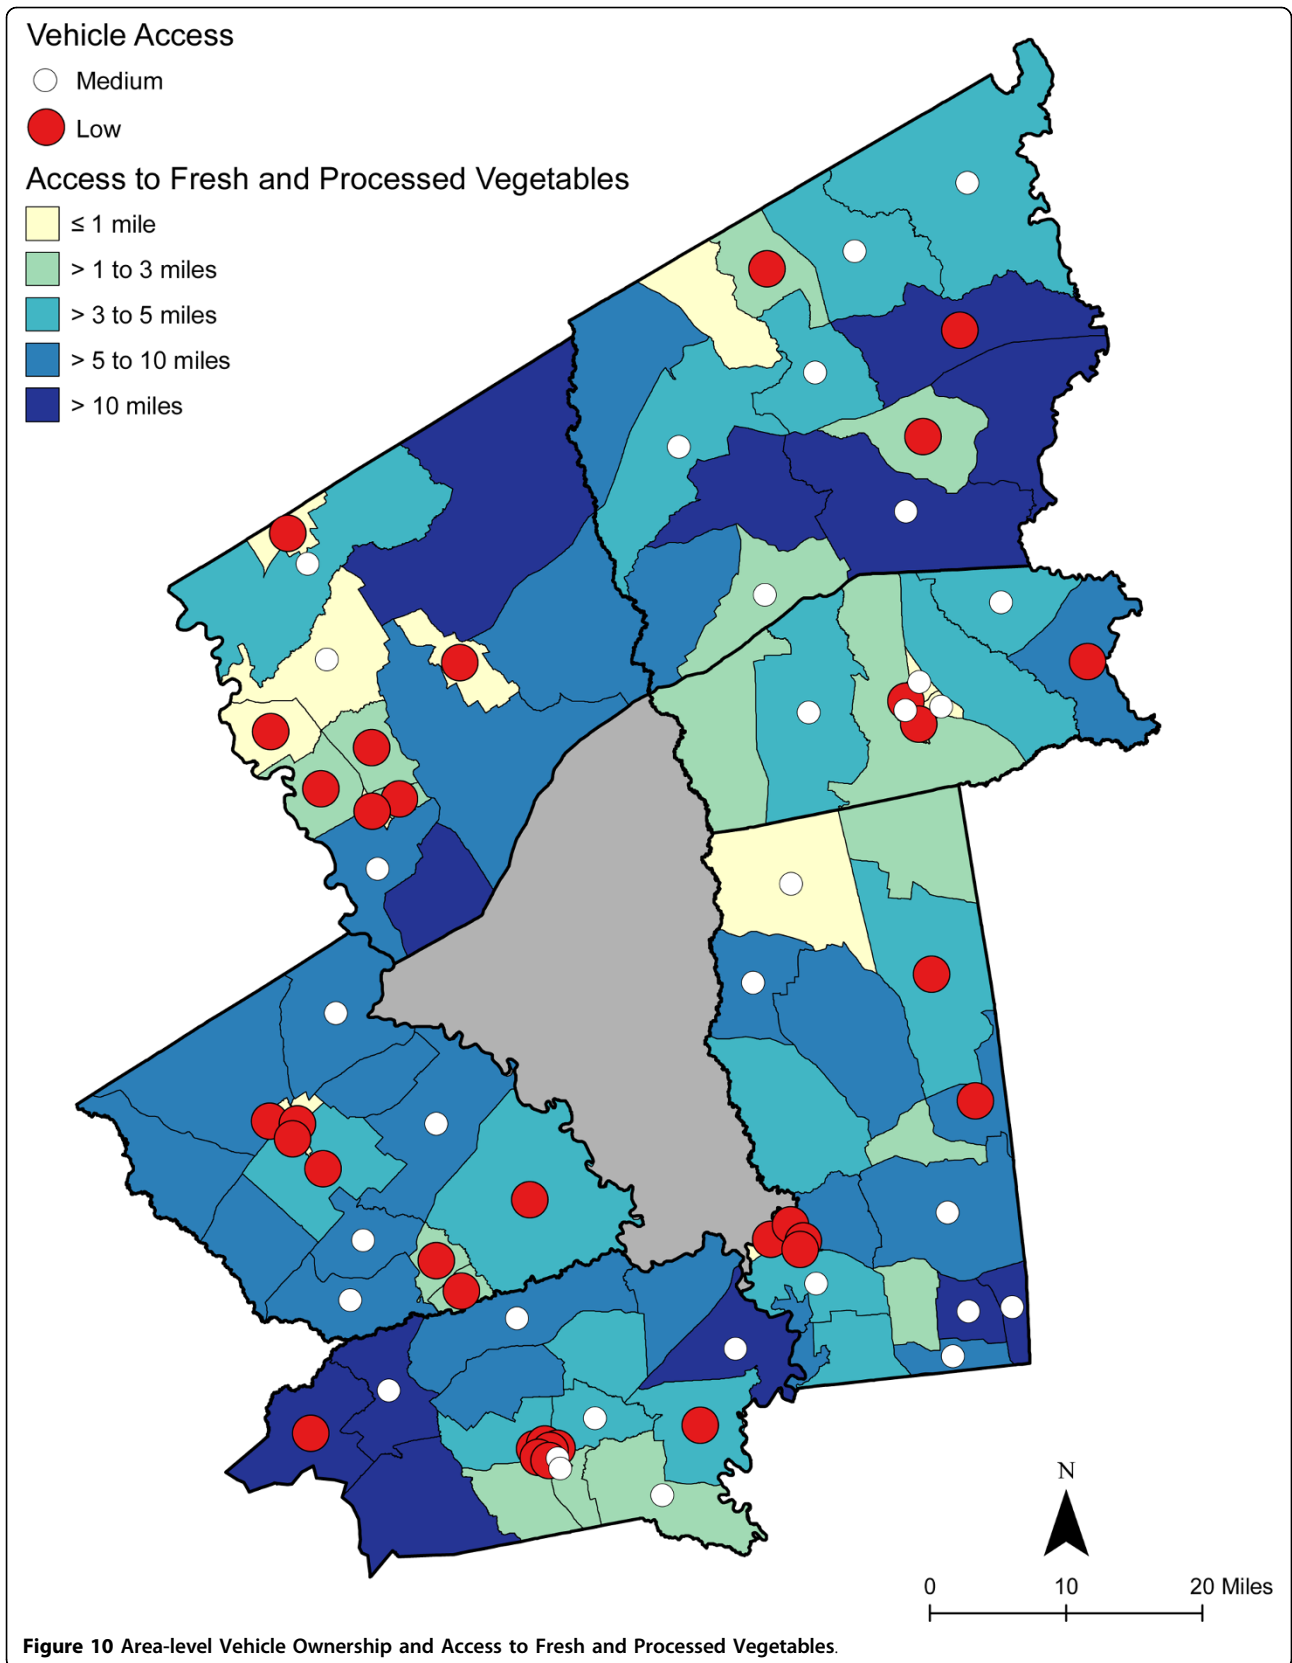 Vehicle Access
Medium
Low
Access to Fresh and Processed Vegetables
≤ 1 mile
> 1 to 3 miles
> 3 to 5 miles
> 5 to 10 miles
> 10 miles
N
0 10 20 Miles
Figure 10 Area-level Vehicle Ownership and Access to Fresh and Processed Vegetables.